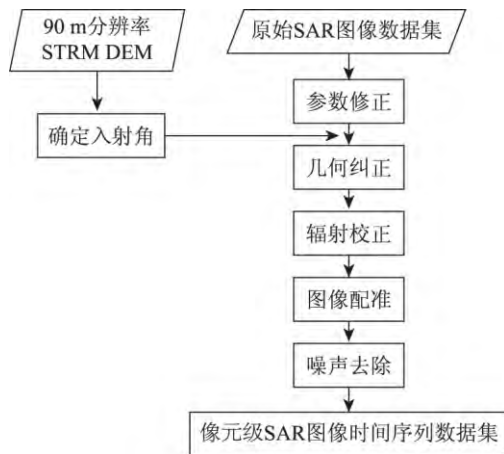 90 m分辨率
STRM DEM
原始SAR图像数据集
参数修正
确定入射角
几何纠正
辐射校正
图像配准
噪声去除
像元级SAR图像时间序列数据集